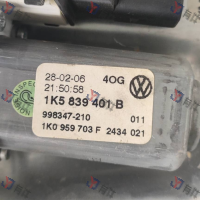 28-02-06 4OG
21:50:58
1K5 839 401 B
998347-210 011
1K0 959 703 F 2434 021